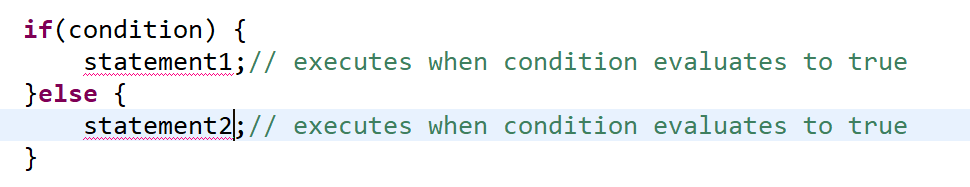 if(condition) {
    statement1;// executes when condition evaluates to true
}else {
    statement2;// executes when condition evaluates to true
}